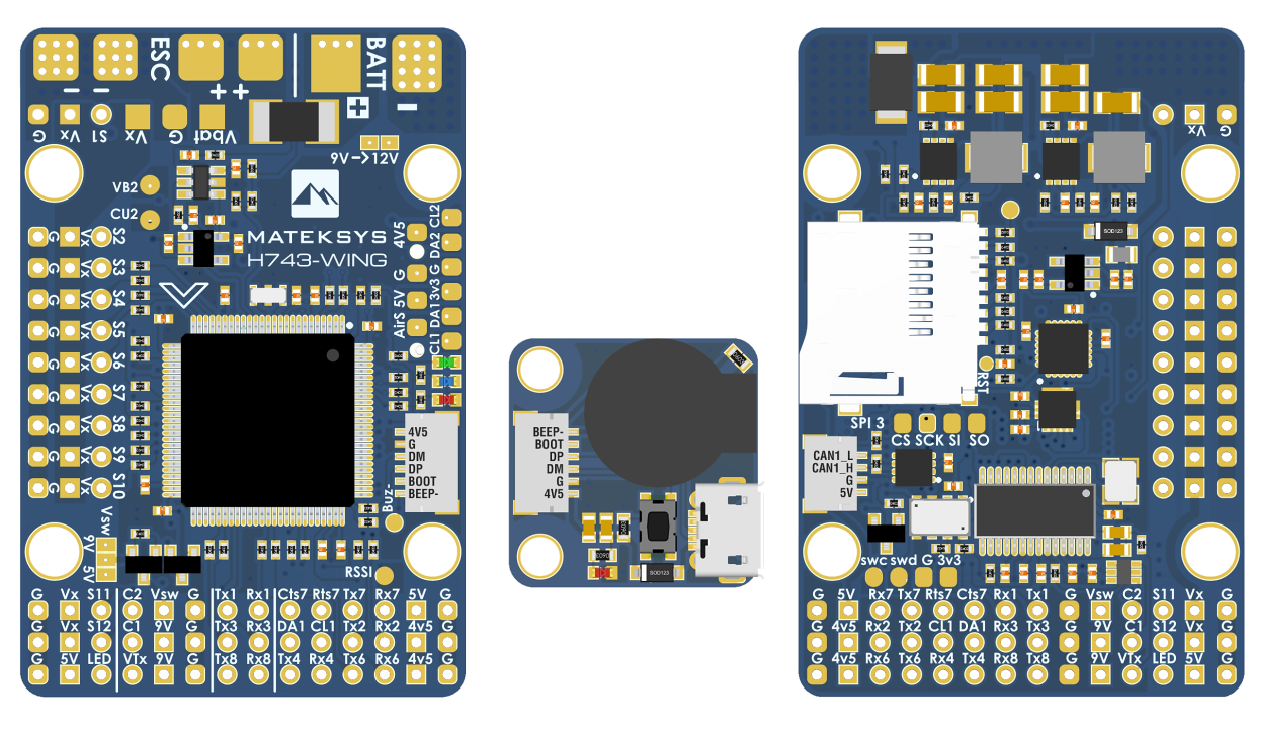 ESC
BATT
G Vx S1 Vx G Vbat
9V->12V
VB2
CU2
MATEKSYS
H743-WING
4V5 CL2
G DA2
5V 3v3 G
AirS CL1 DA1
G Vx S2
G Vx S3
G Vx S4
G Vx S5
G Vx S6
G Vx S7
G Vx S8
G Vx S9
G Vx S10
4V5
G
DM
DP
BOOT
BEEP-
Buz-
Vsw
9V
5V
RSSI
G Vx S11 C2 Vsw G Tx1 Rx1 Cts7 Rts7 Tx7 Rx7 5V G
G Vx S12 C1 9V G Tx3 Rx3 DA1 CL1 Tx2 Rx2 4v5 G
G 5V LED VTx 9V G Tx8 Rx8 Tx4 Rx4 Tx6 Rx6 4v5 G
BEEP-
BOOT
DP
DM
G
4V5
0603
0603
0603
SOD123
Vx G
SOD123
RST
SPI 3
CS SCK SI SO
CAN1_L
CAN1_H
G
5V
swc swd G 3v3
G 5V Rx7 Tx7 Rts7 Cts7 Rx1 Tx1 G Vsw C2 S11 Vx G
G 4v5 Rx2 Tx2 CL1 DA1 Rx3 Tx3 G 9V C1 S12 Vx G
G 4v5 Rx6 Tx6 Rx4 Tx4 Rx8 Tx8 G 9V VTx LED 5V G